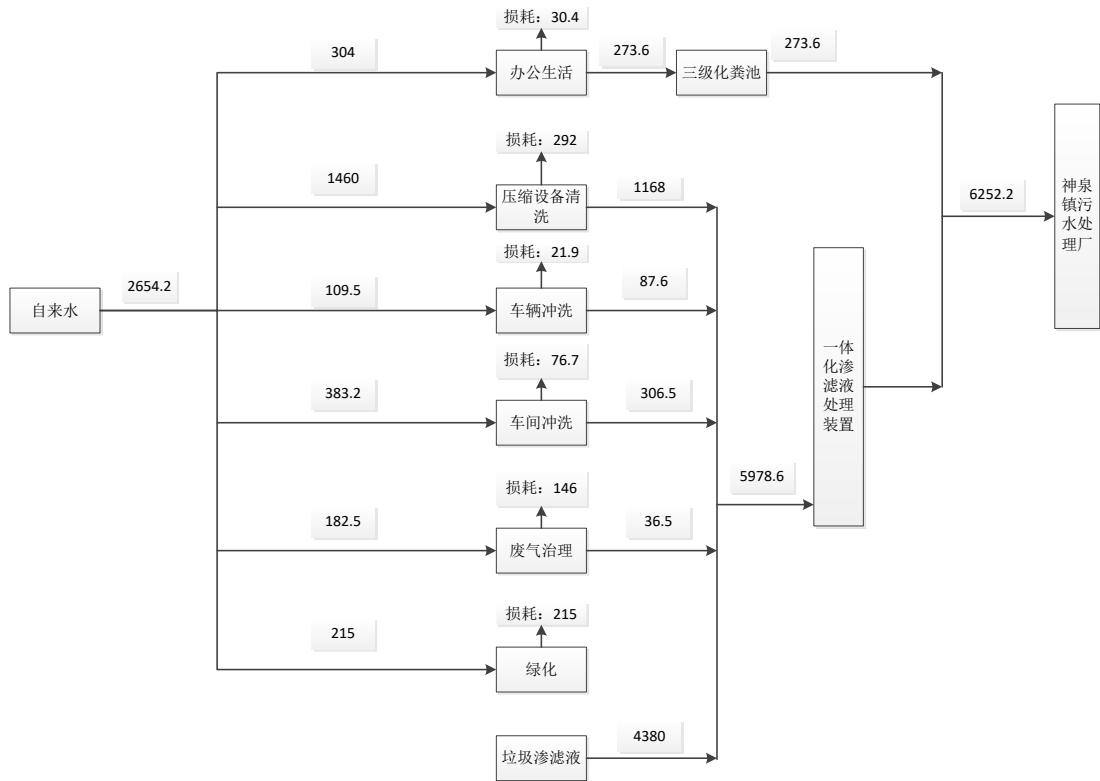 损耗：30.4
304
273.6
273.6
办公生活
三级化粪池
损耗：292
1460
1168
压缩设备清
洗
6252.2
神泉
镇污
水处
理厂
损耗：21.9
2654.2
109.5
87.6
自来水
车辆冲洗
一体
化渗
滤液
处理
装置
损耗：76.7
383.2
306.5
车间冲洗
5978.6
损耗：146
182.5
36.5
废气治理
损耗：215
215
绿化
4380
垃圾渗滤液